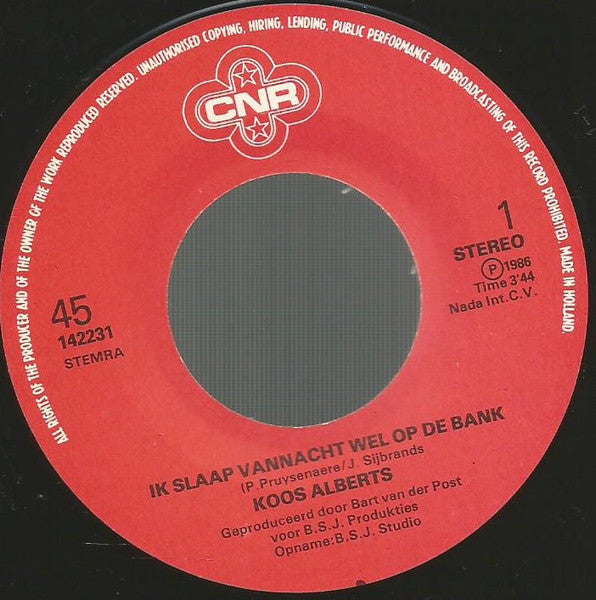 ALL RIGHTS OF THE PRODUCER AND OF THE OWNER OF THE WORK REPRODUCED RESERVED. UNAUTHORISED COPYING, HIRING, LENDING, PUBLIC PERFORMANCE AND BROADCASTING OF THIS RECORD PROHIBITED. MADE IN HOLLAND.
CNR
1
STEREO
Ⓟ1986
Time 3'44
Nada Int. C.V.
45
142231
STEMRA
IK SLAAP VANNACHT WEL OP DE BANK
(P. Pruysenaere/J. Sijbrands
KOOS ALBERTS
Geproduceerd door Bart van der Post
voor B.S.J. Produkties
Opname:B.S.J. Studio